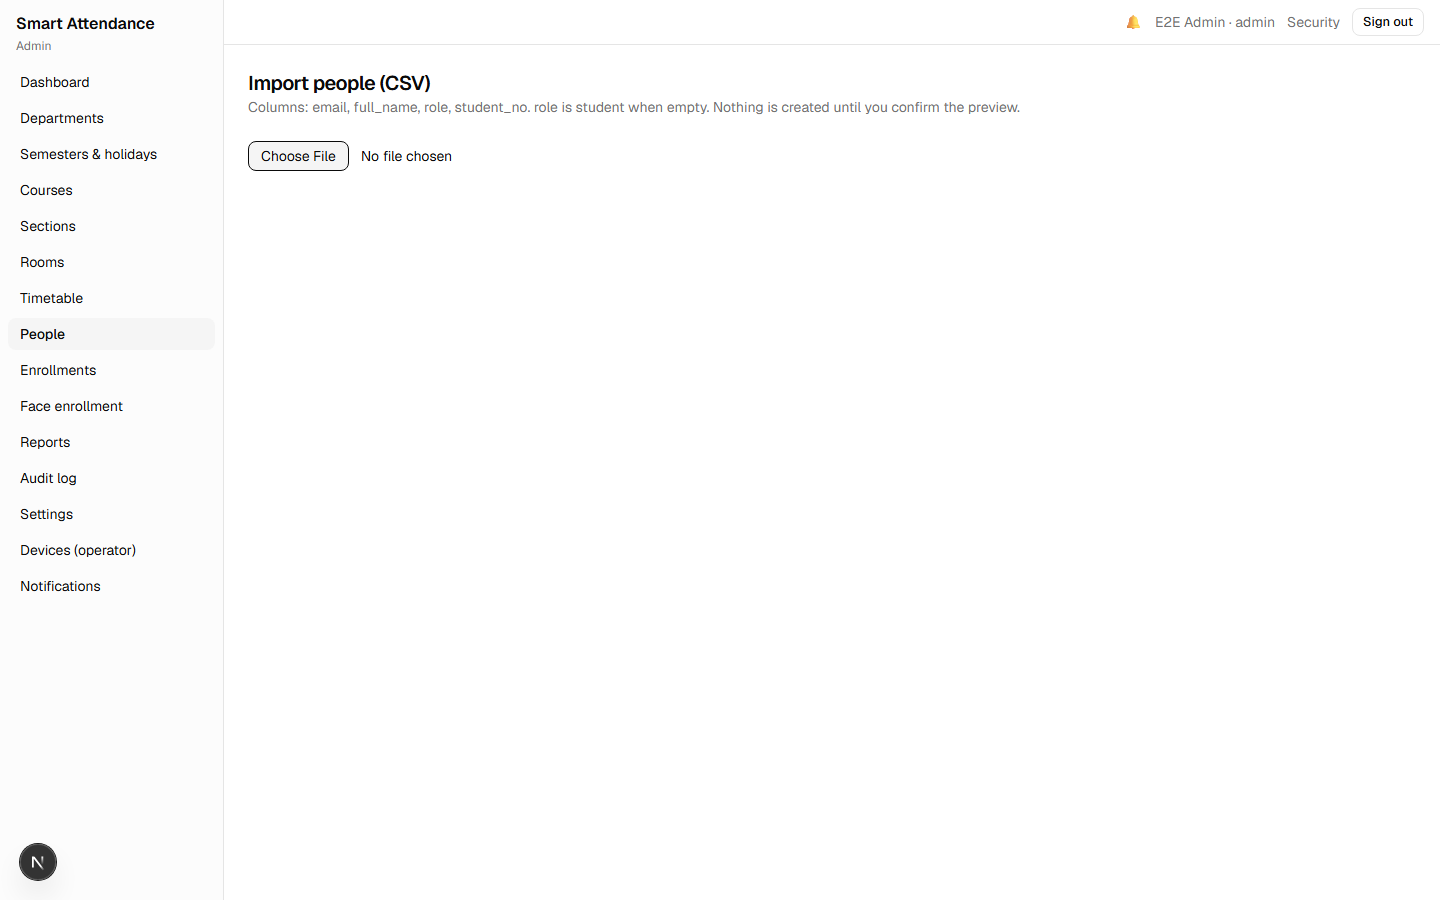 Smart Attendance
Admin
Dashboard
Departments
Semesters & holidays
Courses
Sections
Rooms
Timetable
People
Enrollments
Face enrollment
Reports
Audit log
Settings
Devices (operator)
Notifications
N
E2E Admin · admin
Security
Sign out
Import people (CSV)
Columns: email, full_name, role, student_no. role is student when empty. Nothing is created until you confirm the preview.
Choose File No file chosen